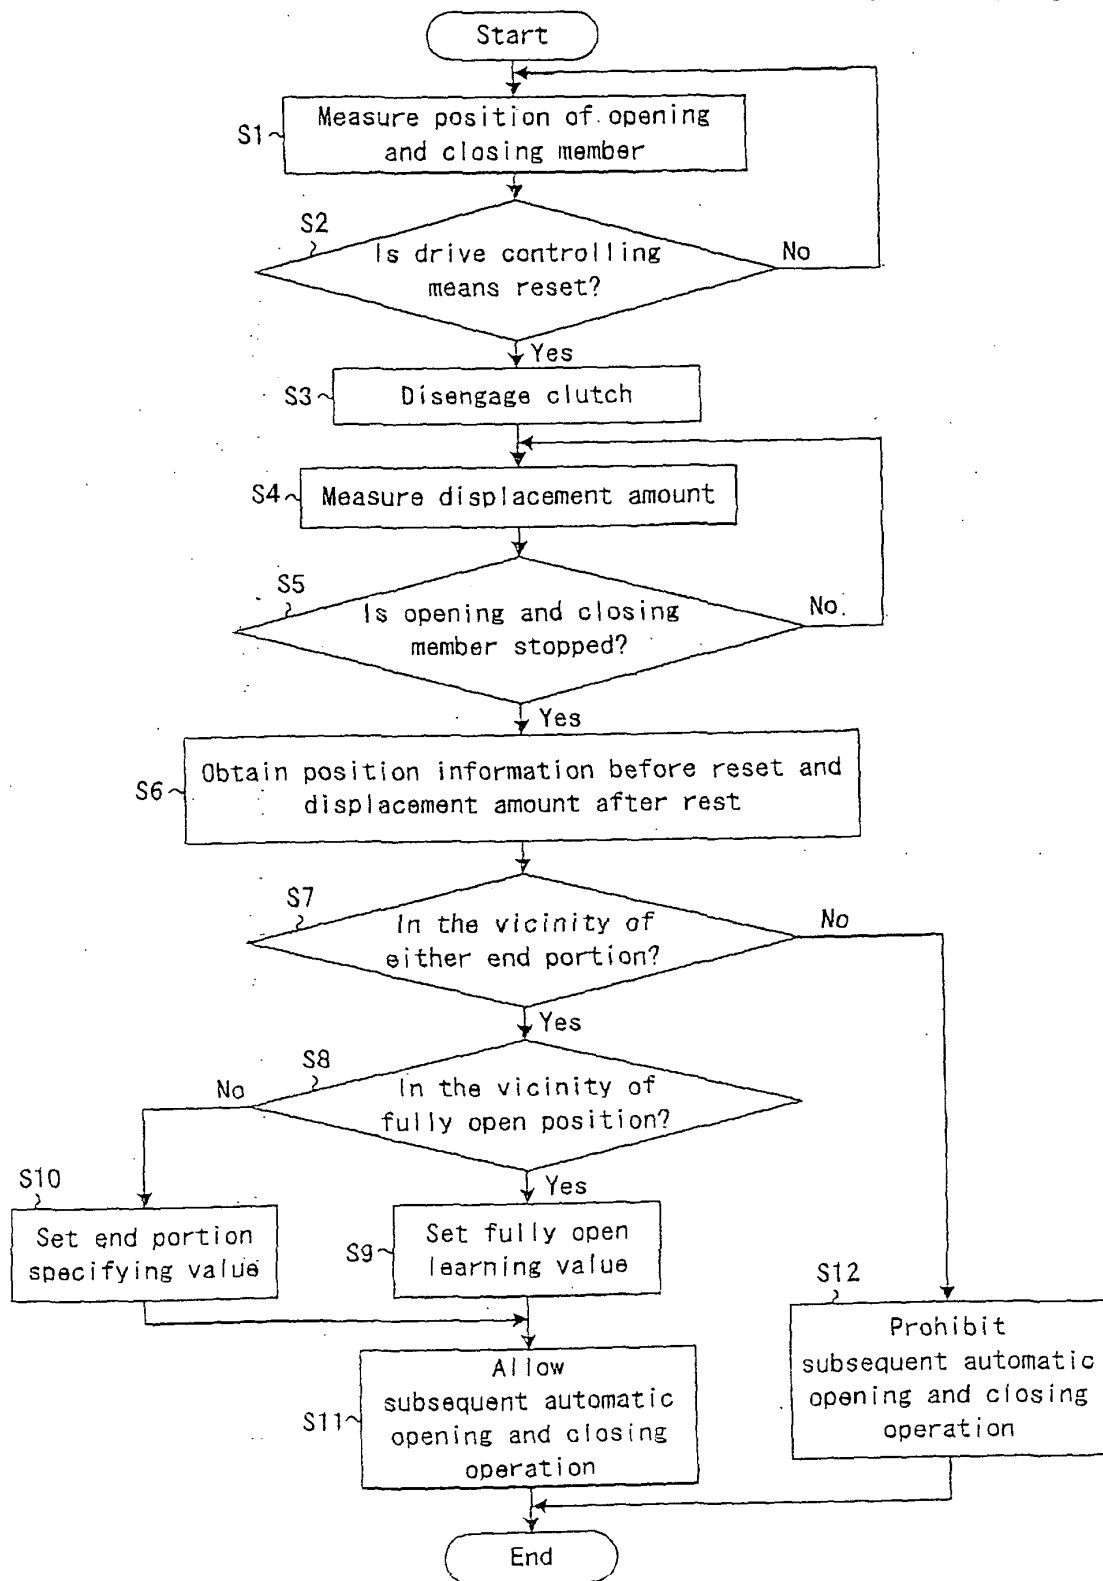 Start
S1
Measure position of opening
and closing member
S2
Is drive controlling
means reset?
No
Yes
S3
Disengage clutch
S4
Measure displacement amount
S5
Is opening and closing
member stopped?
No
Yes
S6
Obtain position information before reset and
displacement amount after rest
S7
In the vicinity of
either end portion?
No
Yes
S8
In the vicinity of
fully open position?
No
Yes
S10
Set end portion
specifying value
S9
Set fully open
learning value
S12
Prohibit
subsequent automatic
opening and closing
operation
S11
Allow
subsequent automatic
opening and closing
operation
End